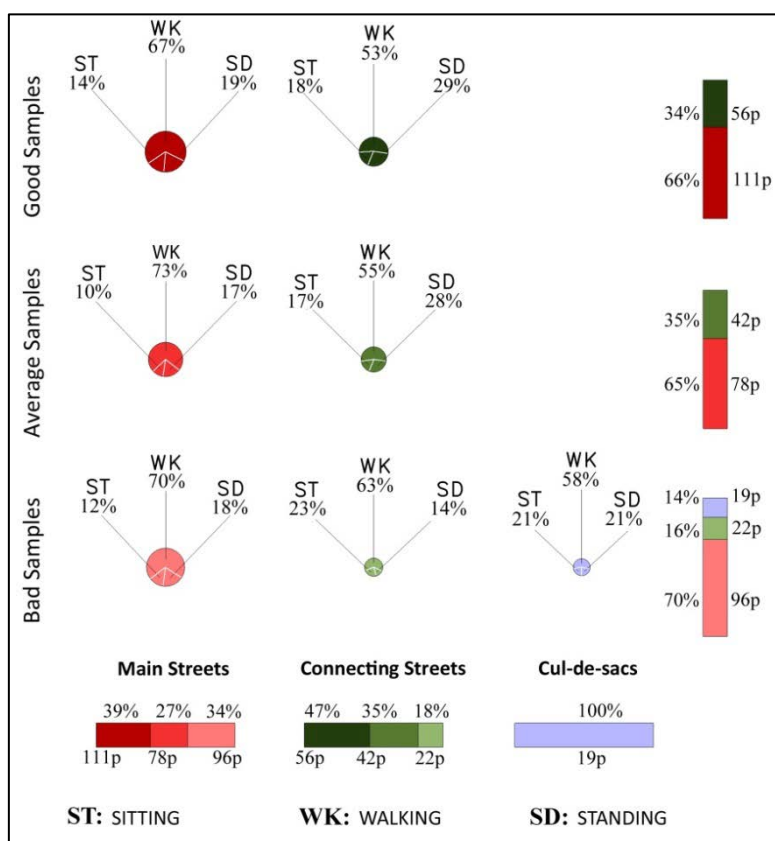 Good Samples
WK
67%
ST
14%
SD
19%
WK
53%
ST
18%
SD
29%
34%
56p
66%
111p
Average Samples
WK
73%
ST
10%
SD
17%
WK
55%
ST
17%
SD
28%
35%
42p
65%
78p
Bad Samples
WK
70%
ST
12%
SD
18%
WK
63%
ST
23%
SD
14%
WK
58%
ST
21%
SD
21%
14%
19p
16%
22p
70%
96p
Main Streets
Connecting Streets
Cul-de-sacs
39% 27% 34%
111p 78p 96p
47% 35% 18%
56p 42p 22p
100%
19p
ST: SITTING
WK: WALKING
SD: STANDING